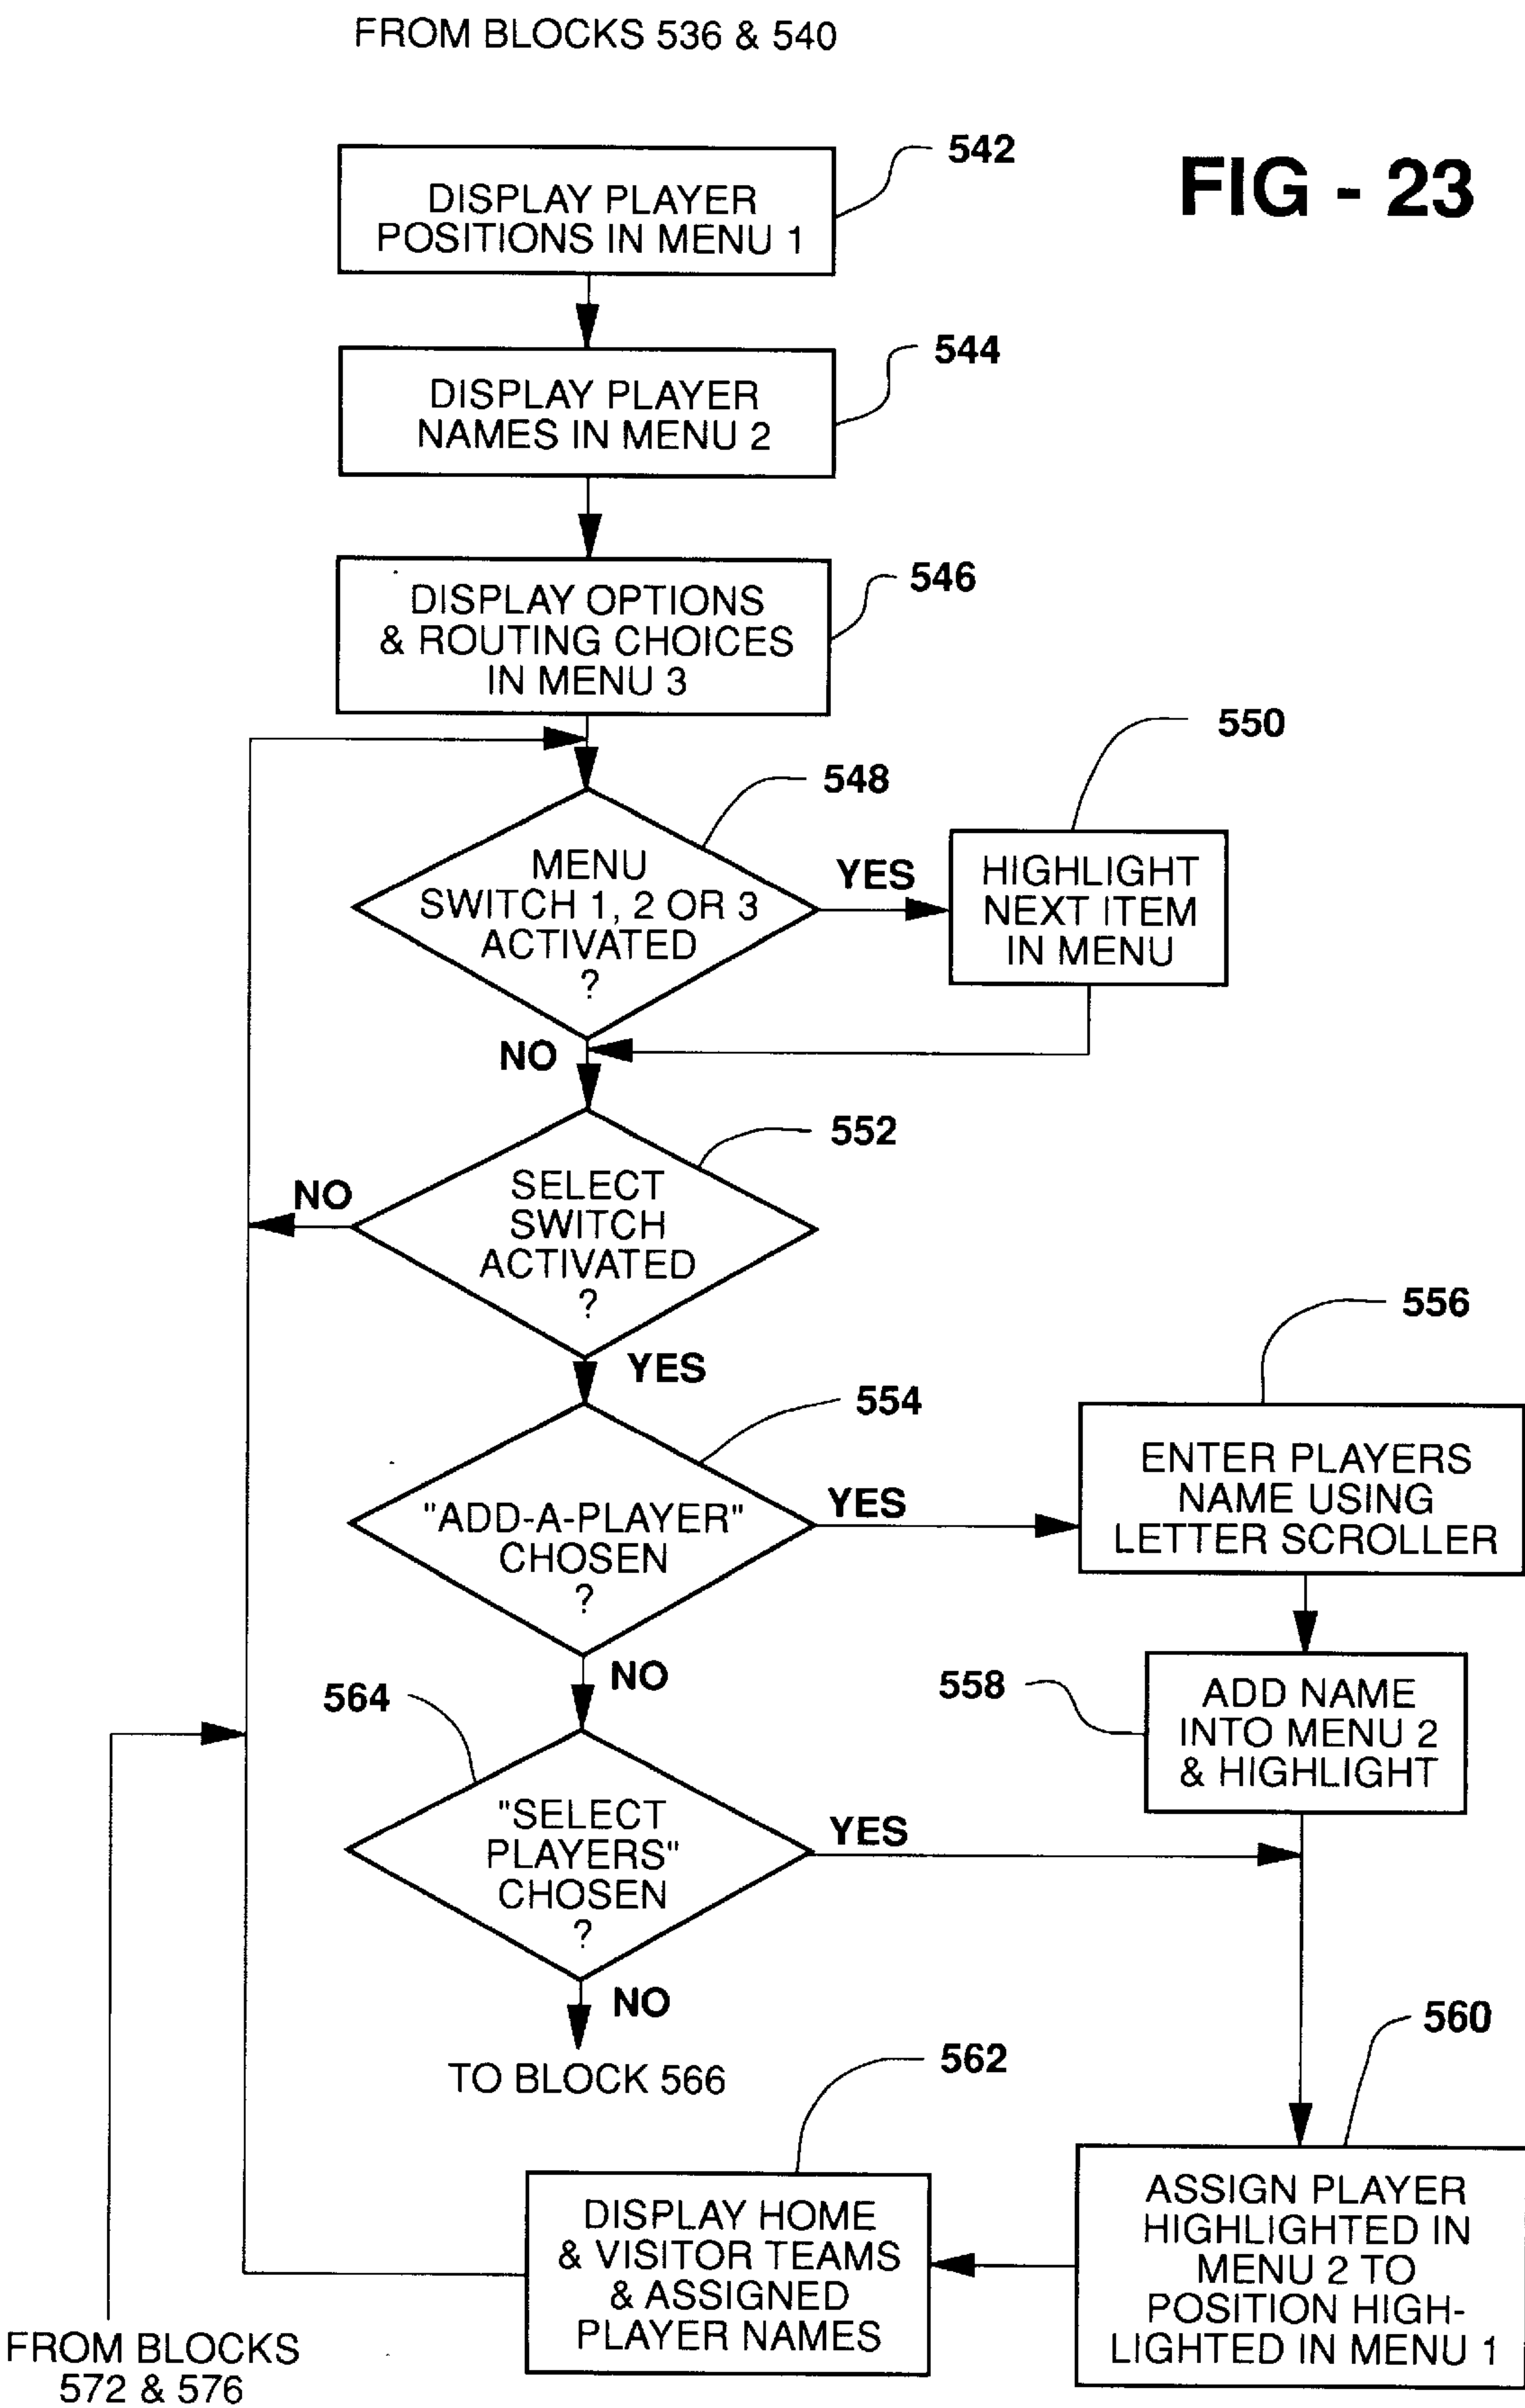 FROM BLOCKS 536 & 540
FIG - 23
542
DISPLAY PLAYER
POSITIONS IN MENU 1
544
DISPLAY PLAYER
NAMES IN MENU 2
546
DISPLAY OPTIONS
& ROUTING CHOICES
IN MENU 3
548
MENU
SWITCH 1, 2 OR 3
ACTIVATED
?
YES
550
HIGHLIGHT
NEXT ITEM
IN MENU
NO
552
SELECT
SWITCH
ACTIVATED
?
NO
YES
554
"ADD-A-PLAYER"
CHOSEN
?
YES
556
ENTER PLAYERS
NAME USING
LETTER SCROLLER
NO
558
ADD NAME
INTO MENU 2
& HIGHLIGHT
564
"SELECT
PLAYERS"
CHOSEN
?
YES
NO
TO BLOCK 566
560
ASSIGN PLAYER
HIGHLIGHTED IN
MENU 2 TO
POSITION HIGH-
LIGHTED IN MENU 1
562
DISPLAY HOME
& VISITOR TEAMS
& ASSIGNED
PLAYER NAMES
FROM BLOCKS
572 & 576